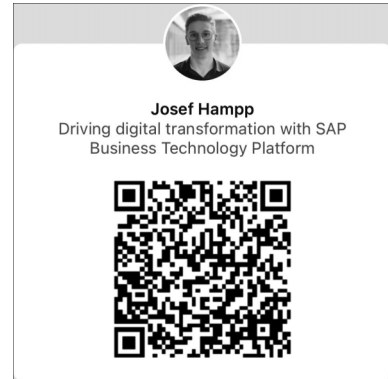 Josef Hampp
Driving digital transformation with SAP
Business Technology Platform